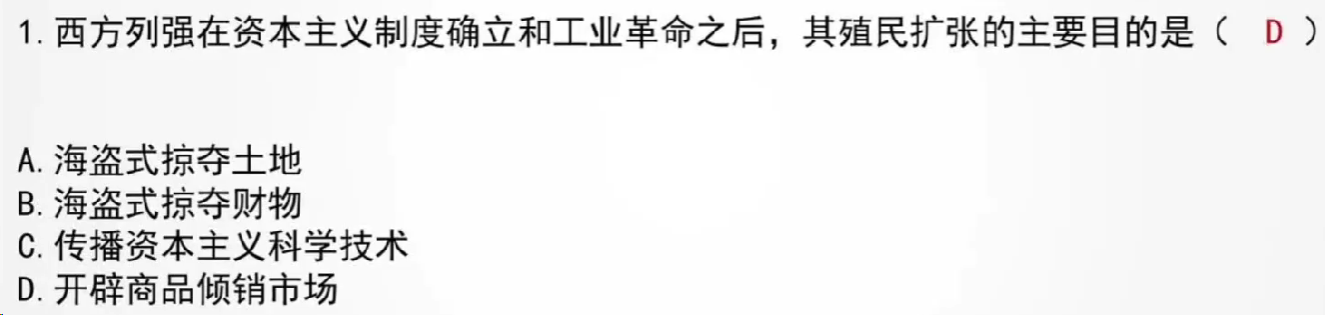 1. 西方列强在资本主义制度确立和工业革命之后，其殖民扩张的主要目的是（ D ）
A. 海盗式掠夺土地
B. 海盗式掠夺财物
C. 传播资本主义科学技术
D. 开辟商品倾销市场